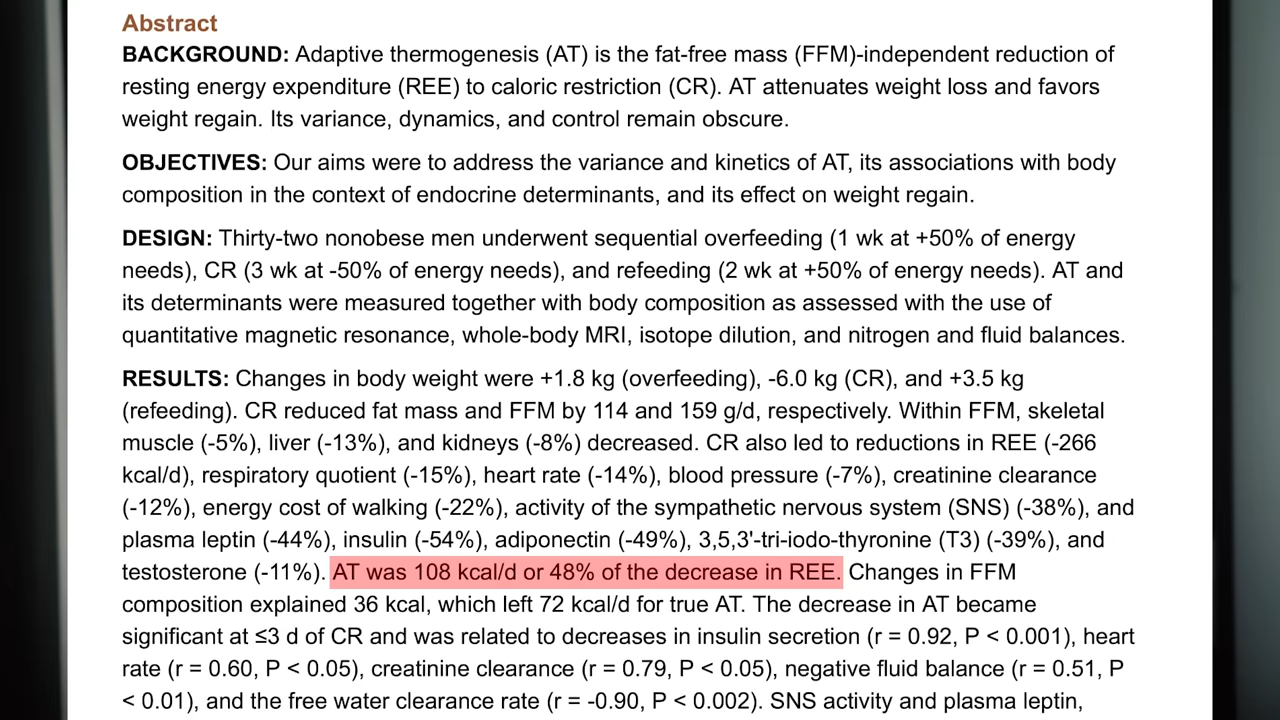 Abstract
BACKGROUND: Adaptive thermogenesis (AT) is the fat-free mass (FFM)-independent reduction of
resting energy expenditure (REE) to caloric restriction (CR). AT attenuates weight loss and favors
weight regain. Its variance, dynamics, and control remain obscure.
OBJECTIVES: Our aims were to address the variance and kinetics of AT, its associations with body
composition in the context of endocrine determinants, and its effect on weight regain.
DESIGN: Thirty-two nonobese men underwent sequential overfeeding (1 wk at +50% of energy
needs), CR (3 wk at -50% of energy needs), and refeeding (2 wk at +50% of energy needs). AT and
its determinants were measured together with body composition as assessed with the use of
quantitative magnetic resonance, whole-body MRI, isotope dilution, and nitrogen and fluid balances.
RESULTS: Changes in body weight were +1.8 kg (overfeeding), -6.0 kg (CR), and +3.5 kg
(refeeding). CR reduced fat mass and FFM by 114 and 159 g/d, respectively. Within FFM, skeletal
muscle (-5%), liver (-13%), and kidneys (-8%) decreased. CR also led to reductions in REE (-266
kcal/d), respiratory quotient (-15%), heart rate (-14%), blood pressure (-7%), creatinine clearance
(-12%), energy cost of walking (-22%), activity of the sympathetic nervous system (SNS) (-38%), and
plasma leptin (-44%), insulin (-54%), adiponectin (-49%), 3,5,3'-tri-iodo-thyronine (T3) (-39%), and
testosterone (-11%). AT was 108 kcal/d or 48% of the decrease in REE. Changes in FFM
composition explained 36 kcal, which left 72 kcal/d for true AT. The decrease in AT became
significant at ≤3 d of CR and was related to decreases in insulin secretion (r = 0.92, P < 0.001), heart
rate (r = 0.60, P < 0.05), creatinine clearance (r = 0.79, P < 0.05), negative fluid balance (r = 0.51, P
< 0.01), and the free water clearance rate (r = -0.90, P < 0.002). SNS activity and plasma leptin,